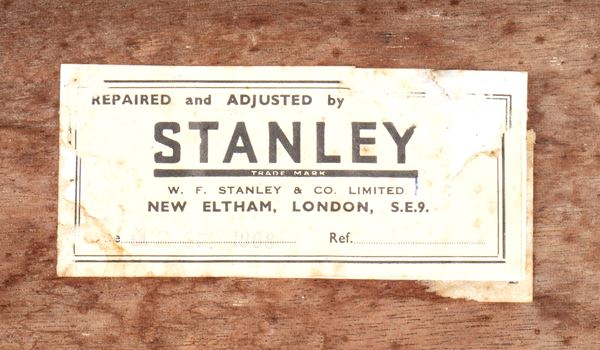 REPAIRED and ADJUSTED by
STANLEY
TRADE MARK
W. F. STANLEY & CO. LIMITED
NEW ELTHAM, LONDON, S.E.9.
Ref.